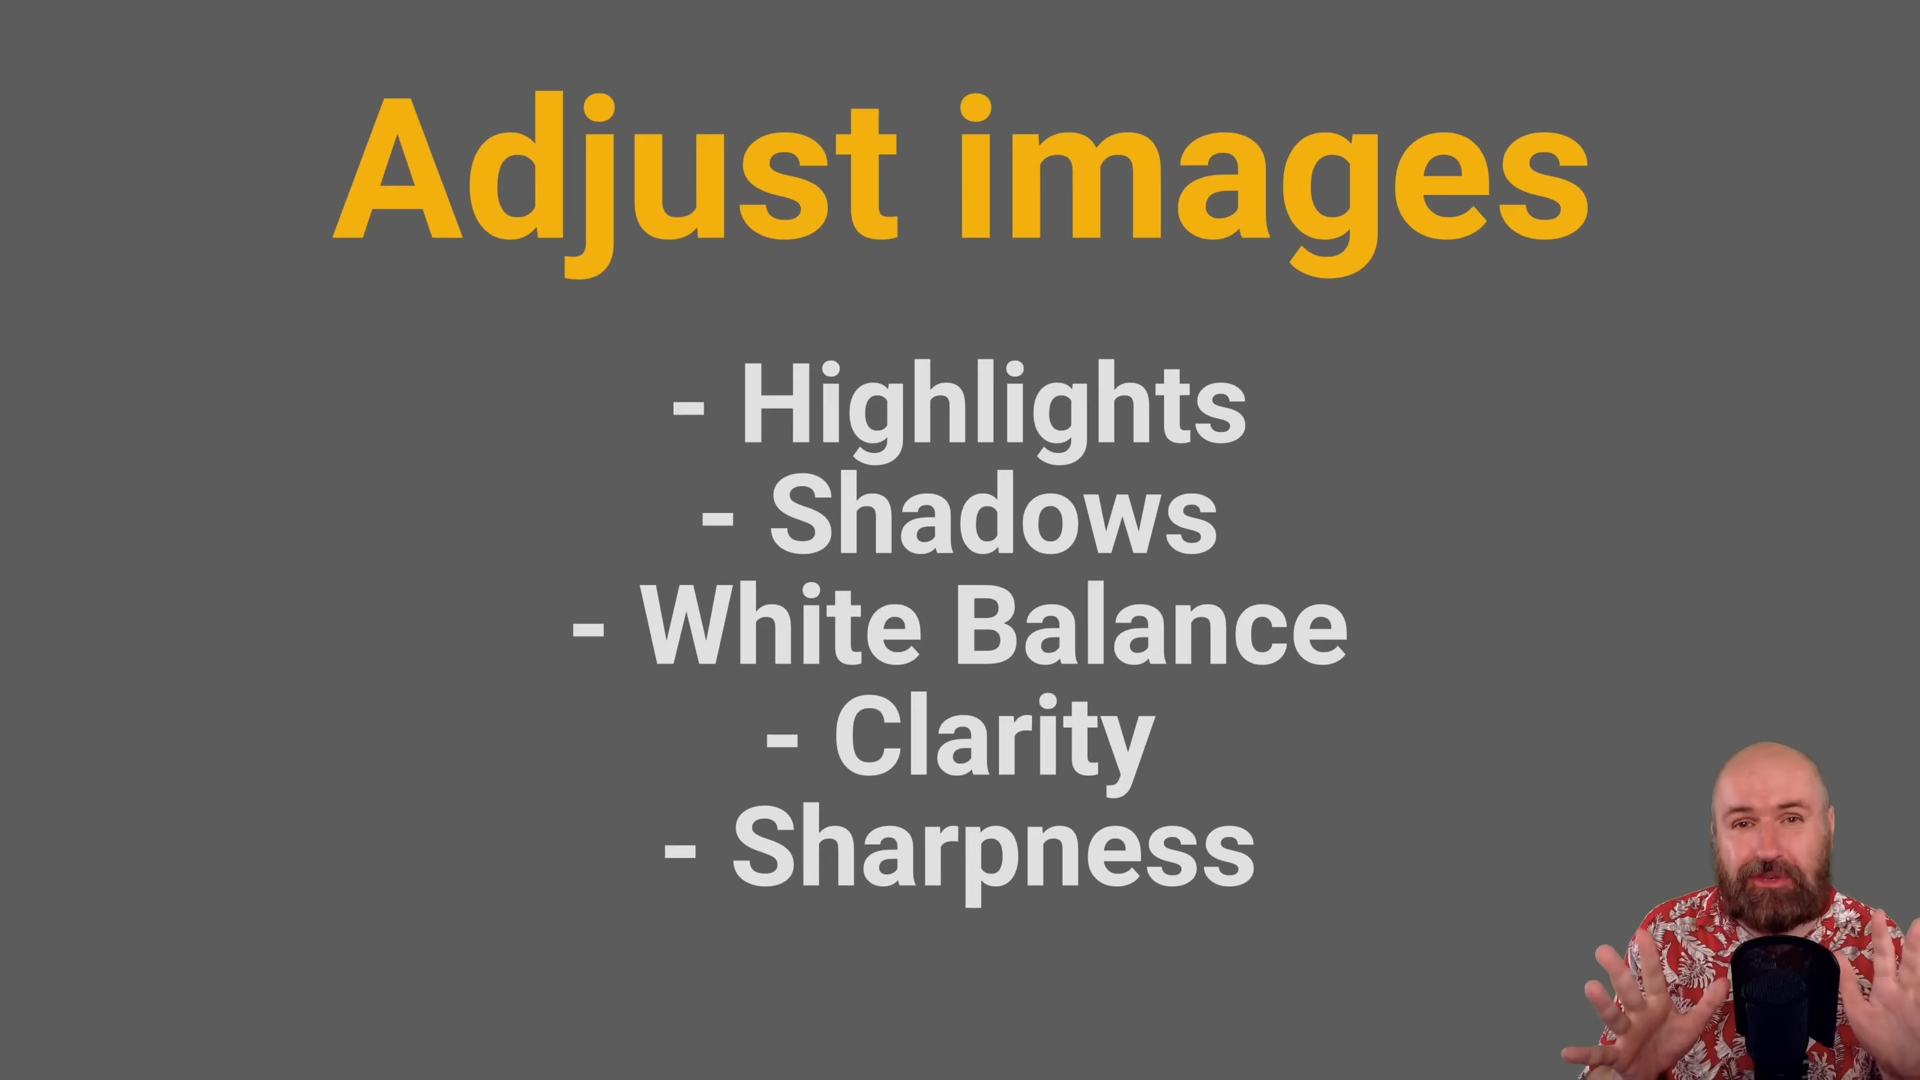 Adjust images
- Highlights
- Shadows
- White Balance
- Clarity
- Sharpness